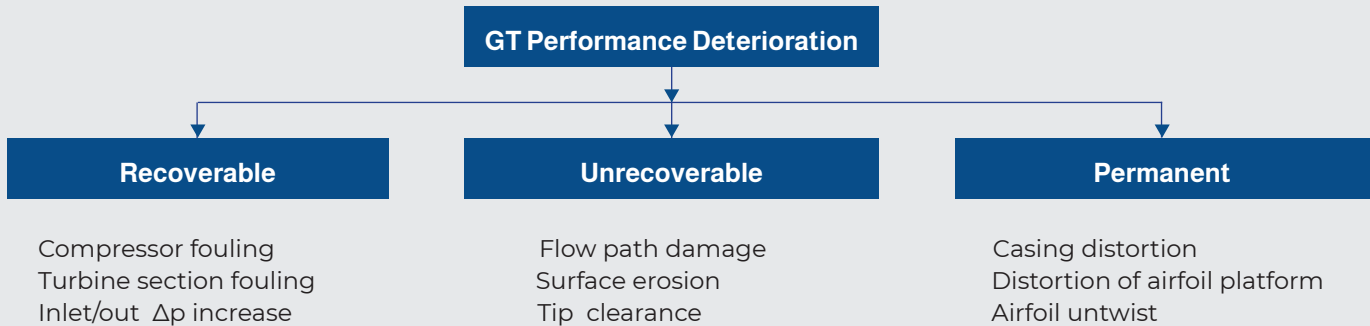 GT Performance Deterioration
Recoverable
Unrecoverable
Permanent
Compressor fouling
Turbine section fouling
Inlet/out Δp increase
Flow path damage
Surface erosion
Tip clearance
Casing distortion
Distortion of airfoil platform
Airfoil untwist